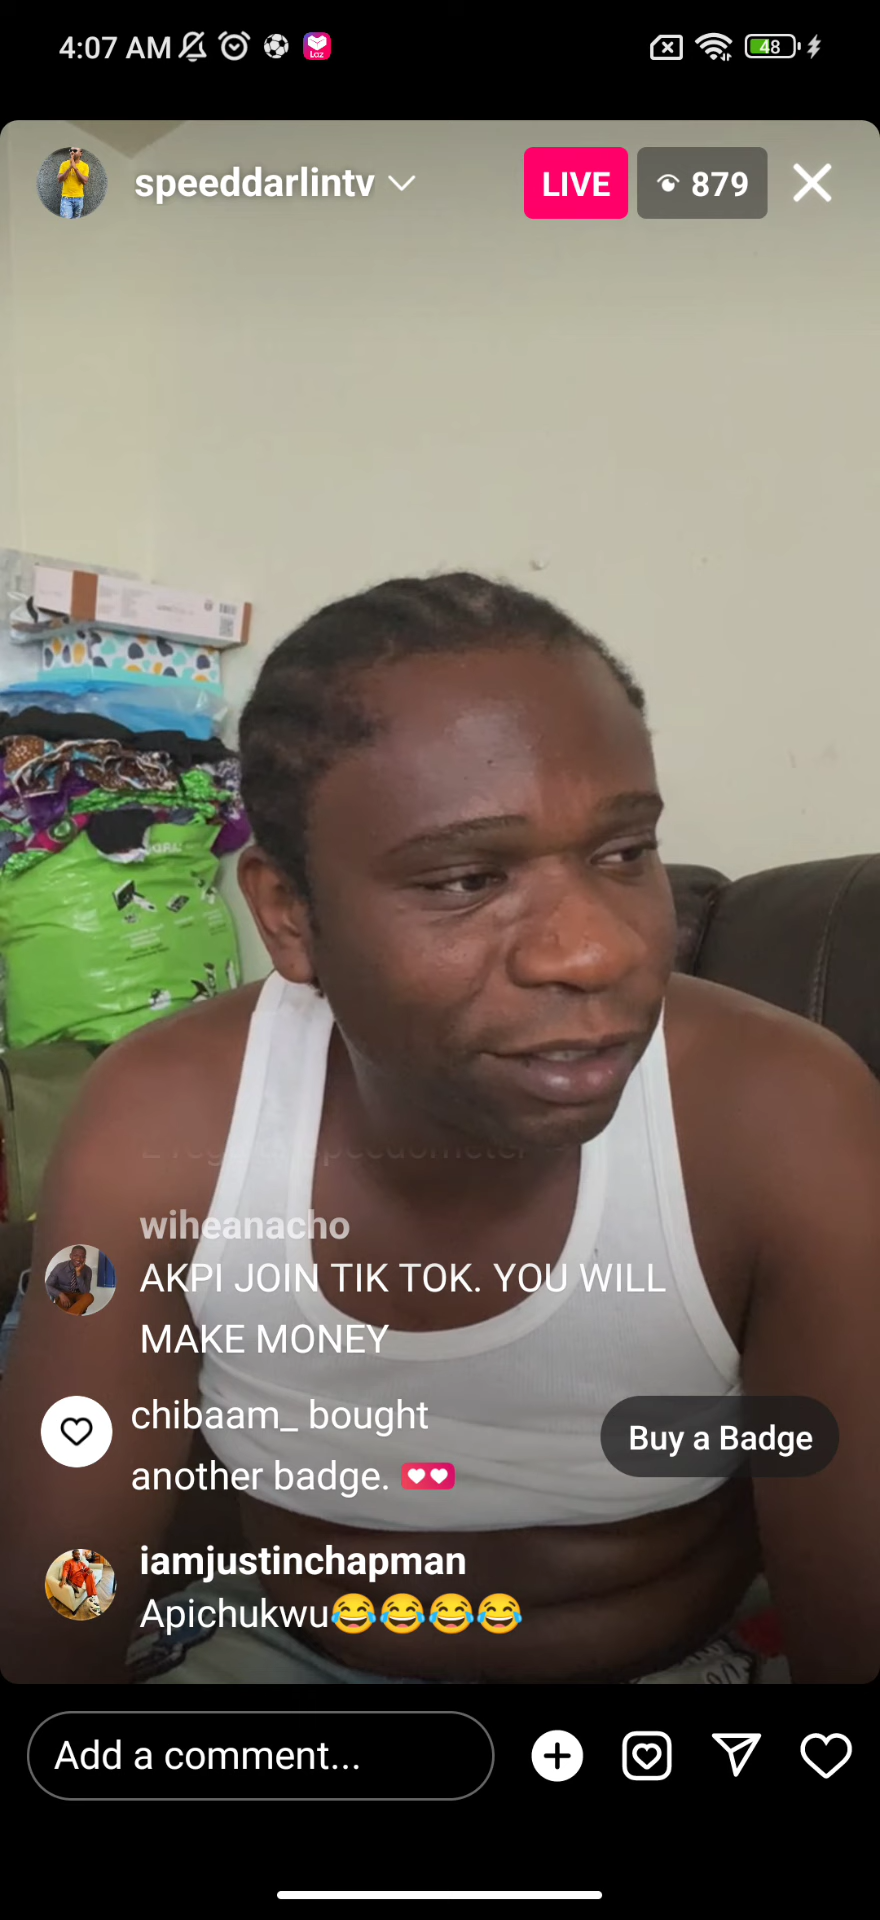 4:07 AM
Laz
48
speeddarlintv
LIVE
879
wiheanacho
AKPI JOIN TIK TOK. YOU WILL
MAKE MONEY
chibaam_ bought
another badge.
Buy a Badge
iamjustinchapman
Apichukwu😂😂😂😂
Add a comment...